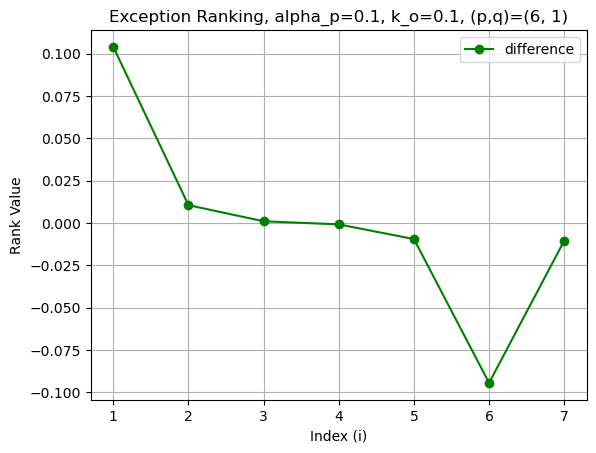 Exception Ranking, alpha_p=0.1, k_o=0.1, (p,q)=(6, 1)
difference
Rank Value
0.100
0.075
0.050
0.025
0.000
−0.025
−0.050
−0.075
−0.100
1 2 3 4 5 6 7
Index (i)